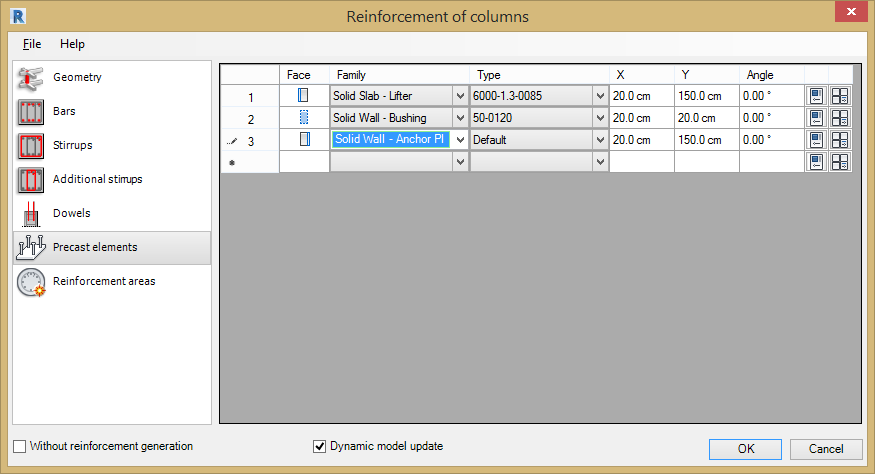 Reinforcement of columns
File Help
Geometry
Bars
Stirrups
Additional stirrups
Dowels
Precast elements
Reinforcement areas
Face Family Type X Y Angle
1 Solid Slab - Lifter 6000-1.3-0085 20.0 cm 150.0 cm 0.00 °
2 Solid Wall - Bushing 50-0120 20.0 cm 20.0 cm 0.00 °
3 Solid Wall - Anchor Pl Default 20.0 cm 150.0 cm 0.00 °
Without reinforcement generation
Dynamic model update
OK Cancel